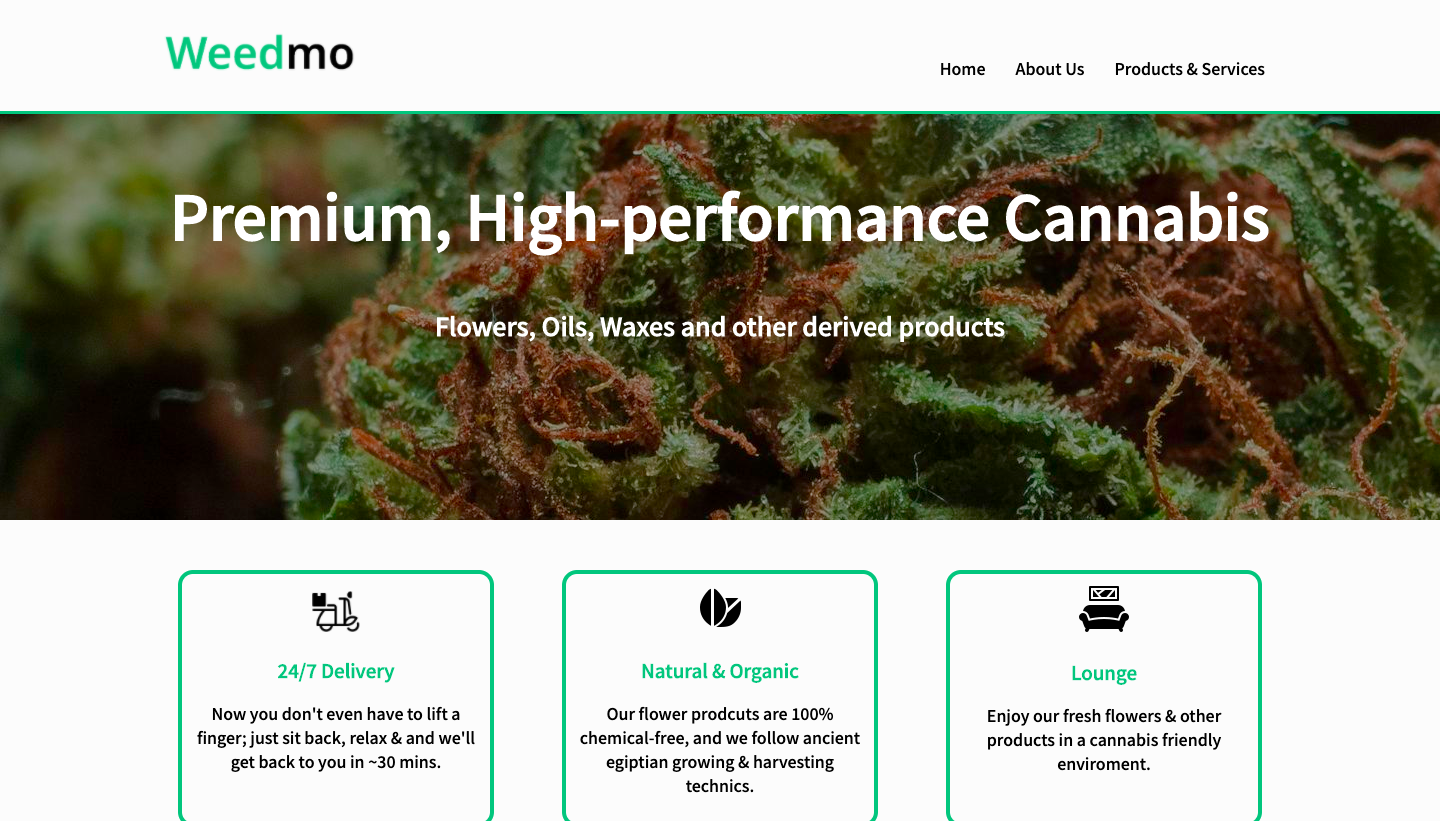 Weedmo
Home About Us Products & Services
Premium, High-performance Cannabis
Flowers, Oils, Waxes and other derived products
24/7 Delivery
Now you don't even have to lift a
finger; just sit back, relax & and we'll
get back to you in ~30 mins.
Natural & Organic
Our flower prodcuts are 100%
chemical-free, and we follow ancient
egiptian growing & harvesting
technics.
Lounge
Enjoy our fresh flowers & other
products in a cannabis friendly
enviroment.